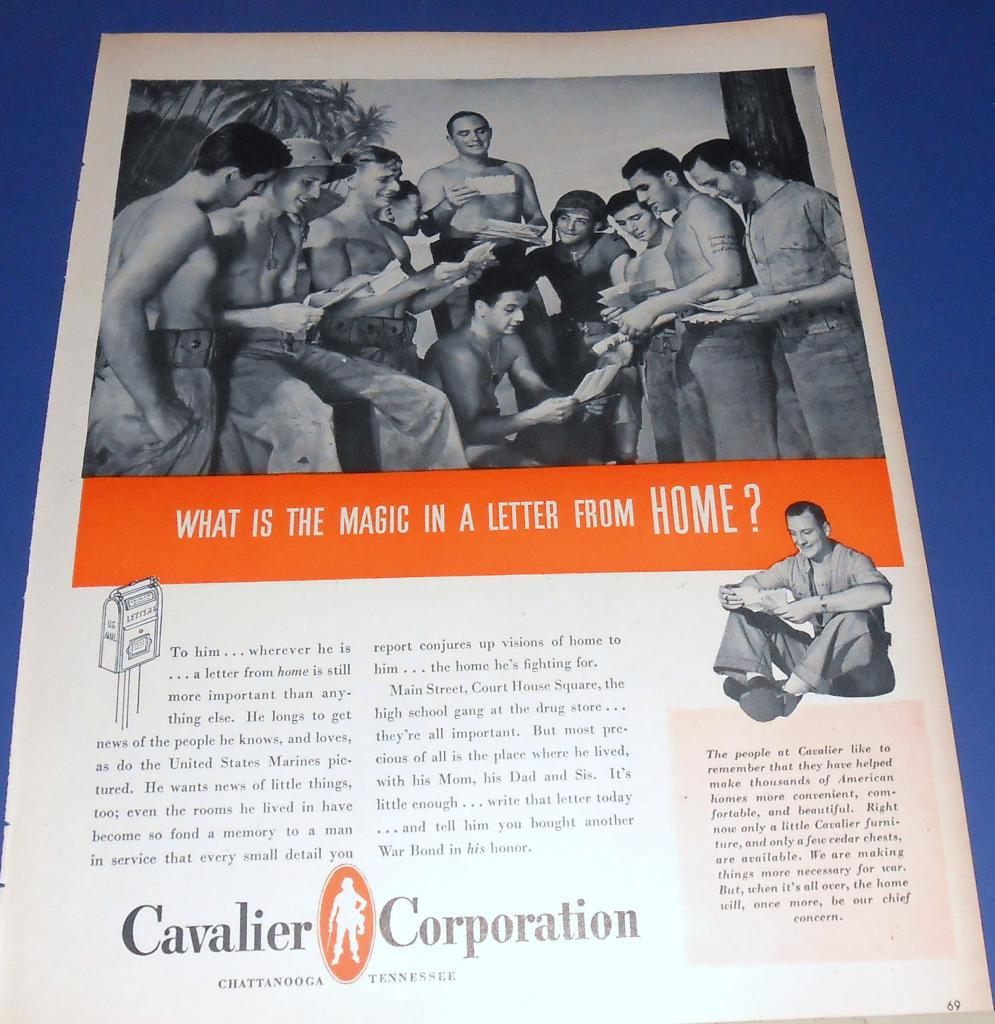 WHAT IS THE MAGIC IN A LETTER FROM HOME?
U.S.
MAIL
LETTERS
To him... wherever he is
... a letter from home is still
more important than any-
thing else. He longs to get
news of the people he knows, and loves,
as do the United States Marines pic-
tured. He wants news of little things,
too; even the rooms he lived in have
become so fond a memory to a man
in service that every small detail you
report conjures up visions of home to
him... the home he's fighting for.
Main Street, Court House Square, the
high school gang at the drug store...
they're all important. But most pre-
cious of all is the place where he lived,
with his Mom, his Dad and Sis. It's
little enough... write that letter today
... and tell him you bought another
War Bond in his honor.
The people at Cavalier like to
remember that they have helped
make thousands of American
homes more convenient, com-
fortable, and beautiful. Right
now only a little Cavalier furni-
ture, and only a few cedar chests,
are available. We are making
things more necessary for war.
But, when it's all over, the home
will, once more, be our chief
concern.
Cavalier Corporation
CHATTANOOGA TENNESSEE
69